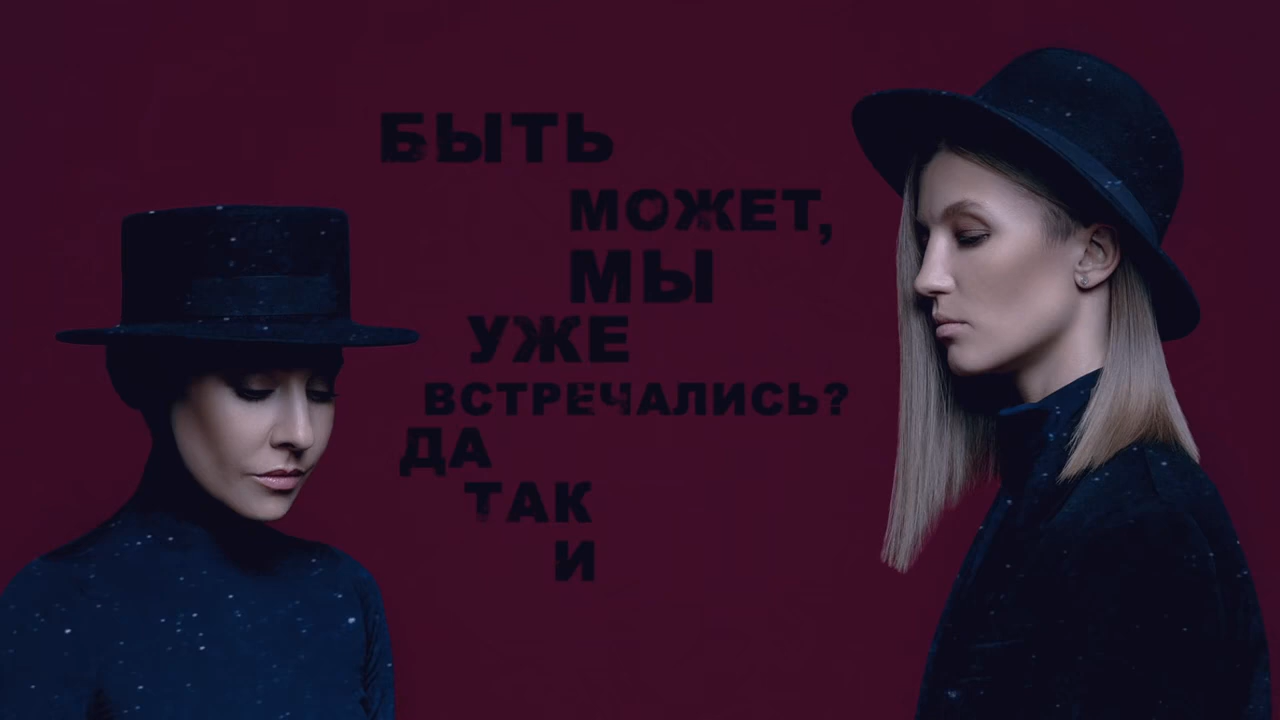 БЫТЬ
МОЖЕТ,
МЫ
УЖЕ
ВСТРЕЧАЛИСЬ?
ДА
ТАК
И